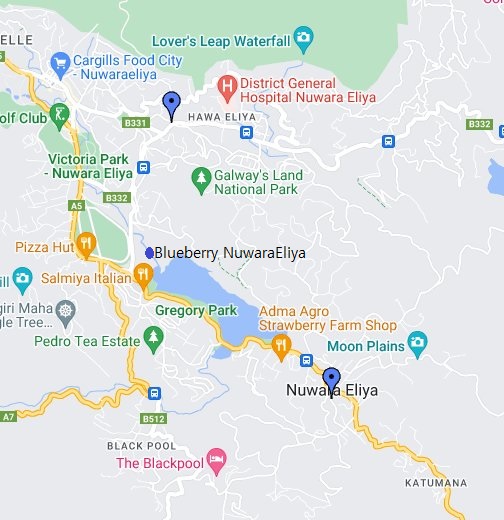 ELLE
Lover's Leap Waterfall
Cargills Food City
- Nuwaraeliya
District General
Hospital Nuwara Eliya
olf Club
B331
HAWA ELIYA
B332
Victoria Park
- Nuwara Eliya
Galway's Land
National Park
B332
A5
Pizza Hut
Blueberry NuwaraEliya
ill
Salmiya Italian
giri Maha
gle Tree...
Gregory Park
Adma Agro
Strawberry Farm Shop
Pedro Tea Estate
Moon Plains
Nuwara Eliya
A7
B512
BLACK POOL
The Blackpool
KATUMANA